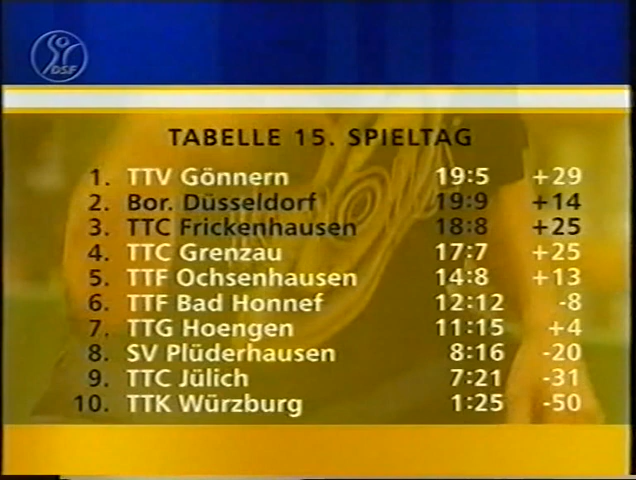 DSF
TABELLE 15. SPIELTAG
1. TTV Gönnern 19:5 +29
2. Bor. Düsseldorf 19:9 +14
3. TTC Frickenhausen 18:8 +25
4. TTC Grenzau 17:7 +25
5. TTF Ochsenhausen 14:8 +13
6. TTF Bad Honnef 12:12 -8
7. TTG Hoengen 11:15 +4
8. SV Plüderhausen 8:16 -20
9. TTC Jülich 7:21 -31
10. TTK Würzburg 1:25 -50